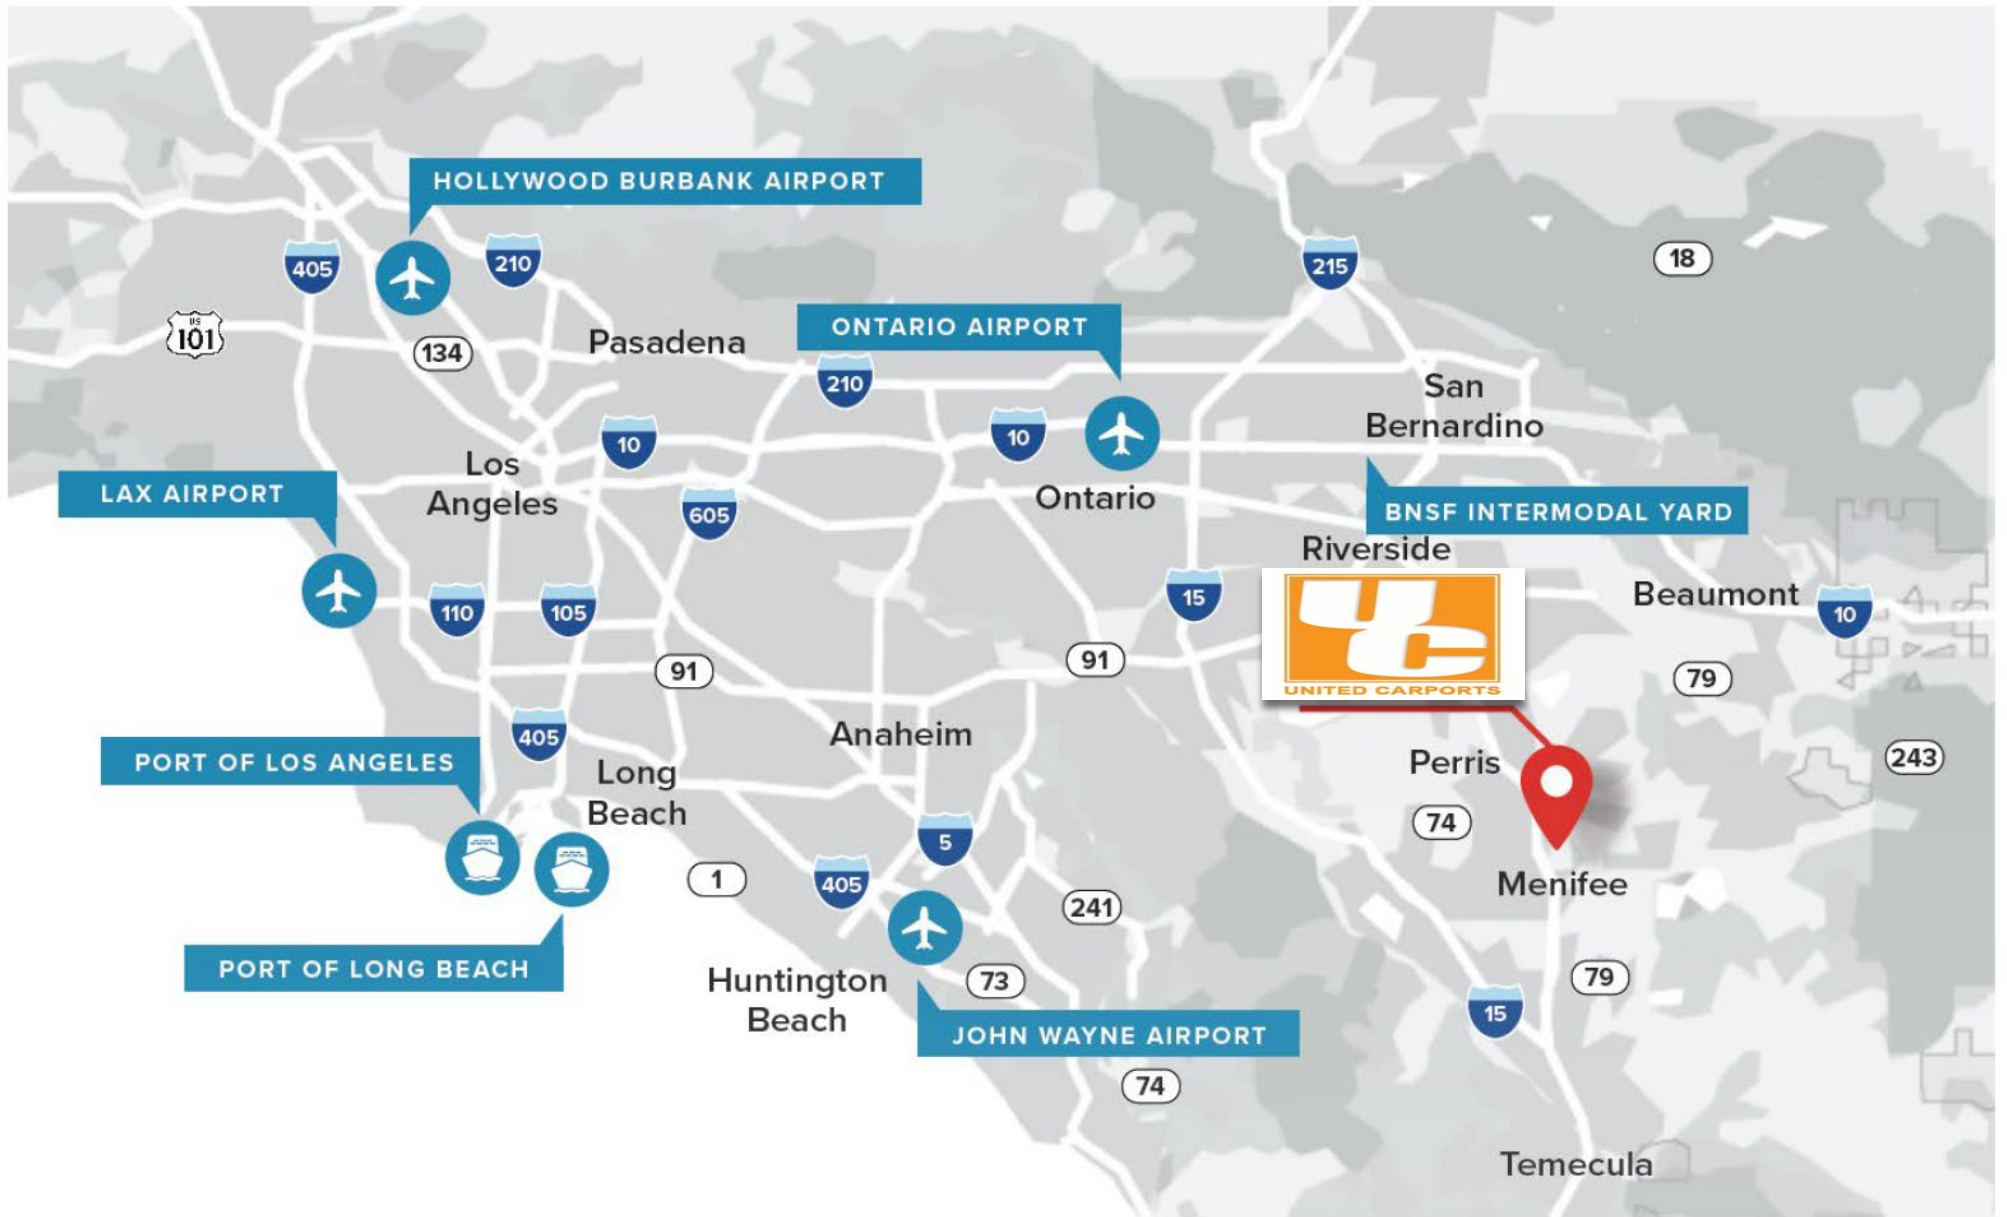 HOLLYWOOD BURBANK AIRPORT
405
210
215
18
US
101
134
Pasadena
ONTARIO AIRPORT
210
San
Bernardino
10
10
Los
Angeles
LAX AIRPORT
605
Ontario
BNSF INTERMODAL YARD
Riverside
110
105
15
Beaumont
10
UC
UNITED CARPORTS
91
91
79
405
Anaheim
PORT OF LOS ANGELES
Long
Beach
Perris
243
74
5
1
405
Menifee
241
PORT OF LONG BEACH
Huntington
Beach
73
79
15
JOHN WAYNE AIRPORT
74
Temecula